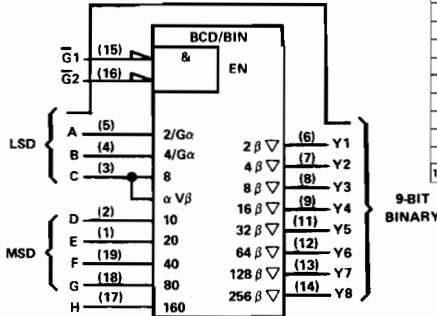 BCD/BIN
G1 (15) &
EN
G2 (16)
LSD
A (5) 2/Gα
B (4) 4/Gα
C (3) 8
α Vβ
MSD
D (2) 10
E (1) 20
F (19) 40
G (18) 80
H (17) 160
2 β ▽ (6) Y1
4 β ▽ (7) Y2
8 β ▽ (8) Y3
16 β ▽ (9) Y4
32 β ▽ (11) Y5
64 β ▽ (12) Y6
128 β ▽ (13) Y7
256 β ▽ (14) Y8
9-BIT
BINARY